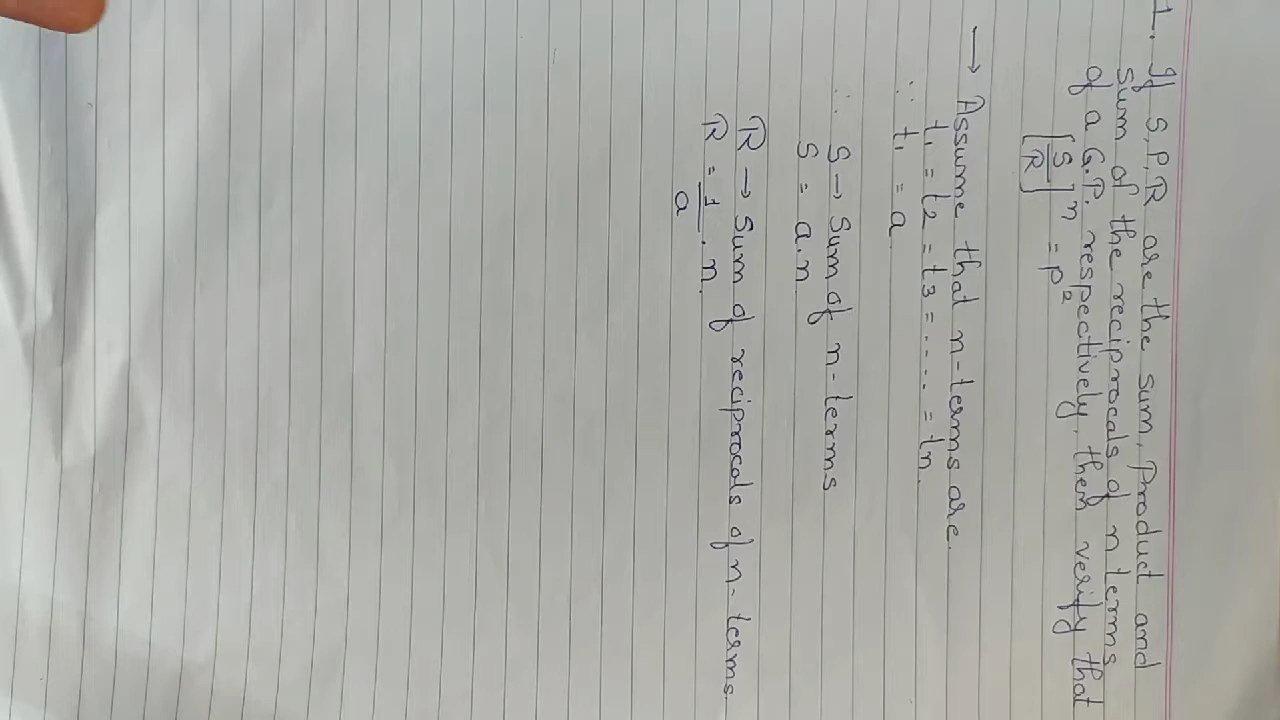 1. If S, P, R are the sum, Product and
sum of the reciprocals of n terms
of a G.P. respectively, then verify that
[S/R]^n = p^2
→ Assume that n-terms are.
t1 = t2 = t3 = ..... = tn.
∵ t1 = a
∴ S → Sum of n-terms
S = a.n
R → Sum of reciprocals of n-terms.
R = 1/a . n.